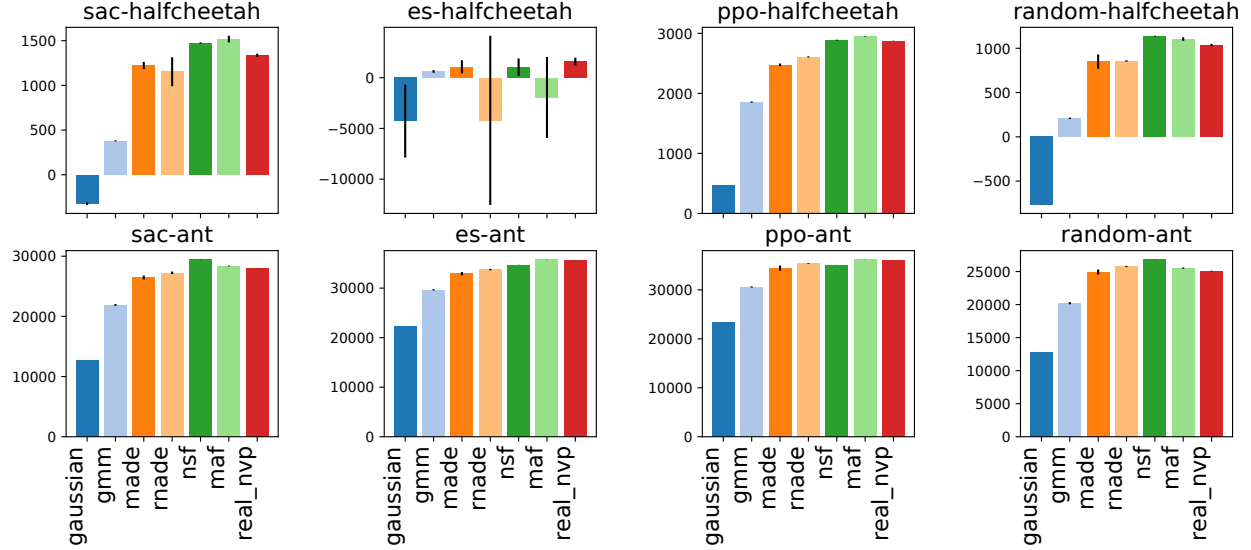 sac-halfcheetah
1500
1000
500
0
es-halfcheetah
0
−5000
−10000
ppo-halfcheetah
3000
2000
1000
0
random-halfcheetah
1000
500
0
−500
sac-ant
30000
20000
10000
0
es-ant
30000
20000
10000
0
ppo-ant
30000
20000
10000
0
random-ant
25000
20000
15000
10000
5000
0
gaussian
gmm
made
rnade
nsf
maf
real_nvp
gaussian
gmm
made
rnade
nsf
maf
real_nvp
gaussian
gmm
made
rnade
nsf
maf
real_nvp
gaussian
gmm
made
rnade
nsf
maf
real_nvp